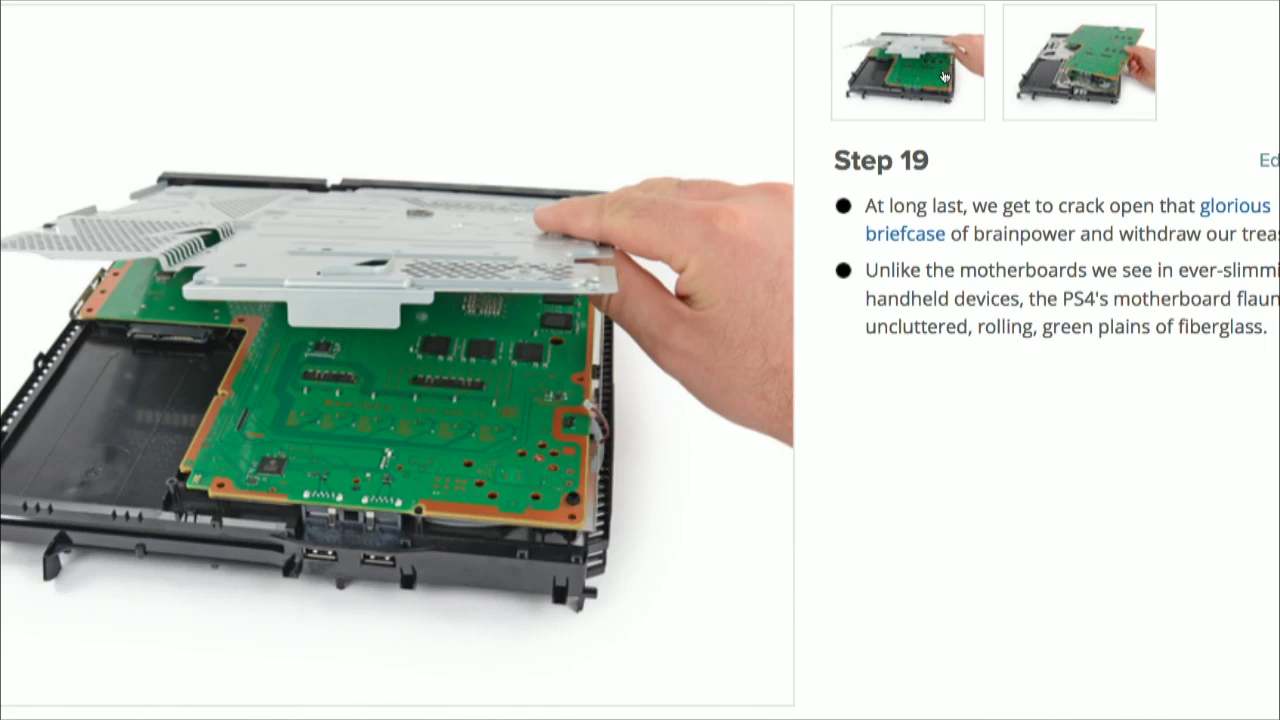 Step 19
Ed
At long last, we get to crack open that glorious
briefcase of brainpower and withdraw our trea
Unlike the motherboards we see in ever-slimmi
handheld devices, the PS4's motherboard flaun
uncluttered, rolling, green plains of fiberglass.